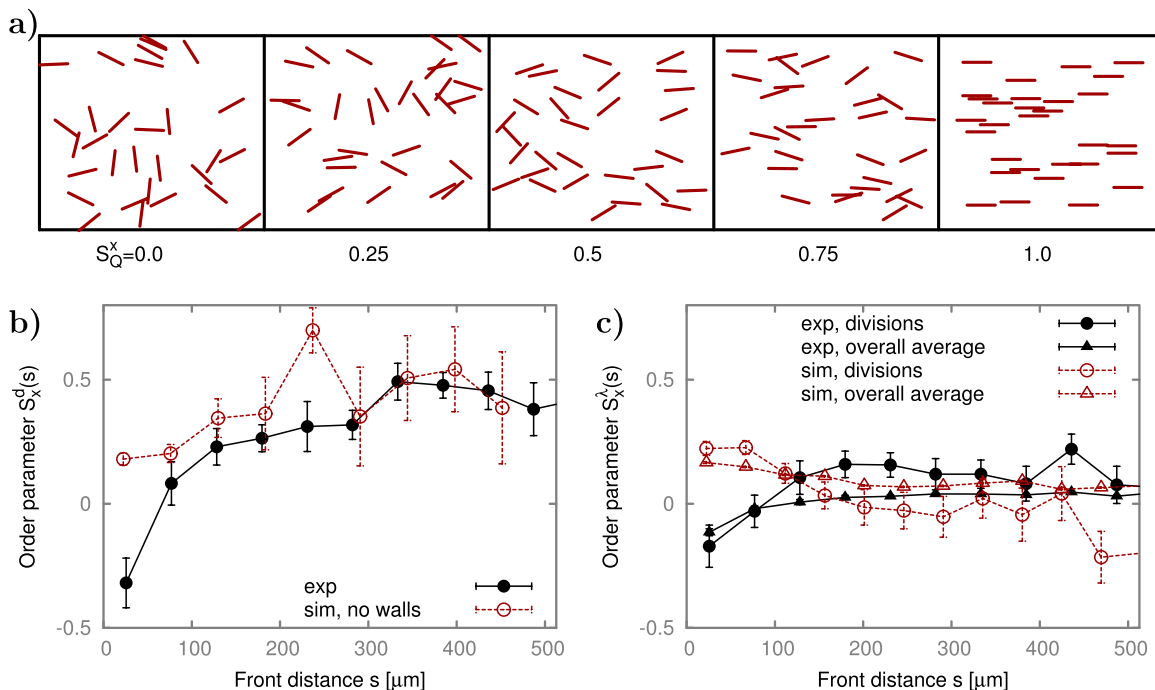 a)
S_Q^x=0.0 0.25 0.5 0.75 1.0
b)
Order parameter S_x^d(s)
0.5
0
-0.5
exp
sim, no walls
0 100 200 300 400 500
Front distance s [µm]
c)
Order parameter S_x^λ(s)
0.5
0
-0.5
exp, divisions
exp, overall average
sim, divisions
sim, overall average
0 100 200 300 400 500
Front distance s [µm]